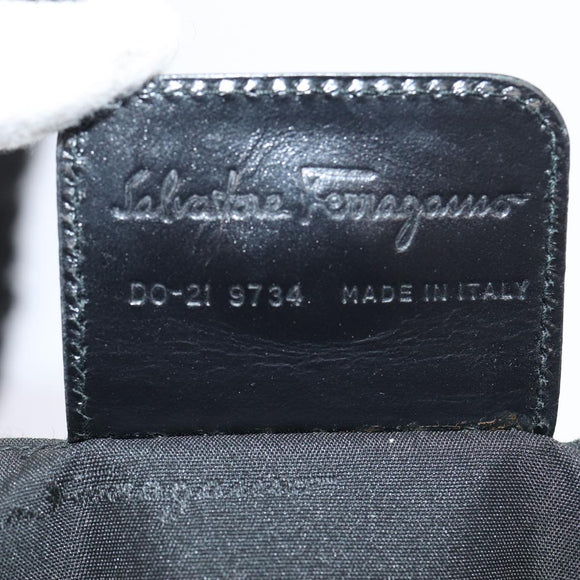 Salvatore Ferragamo
DO-21 9734 MADE IN ITALY